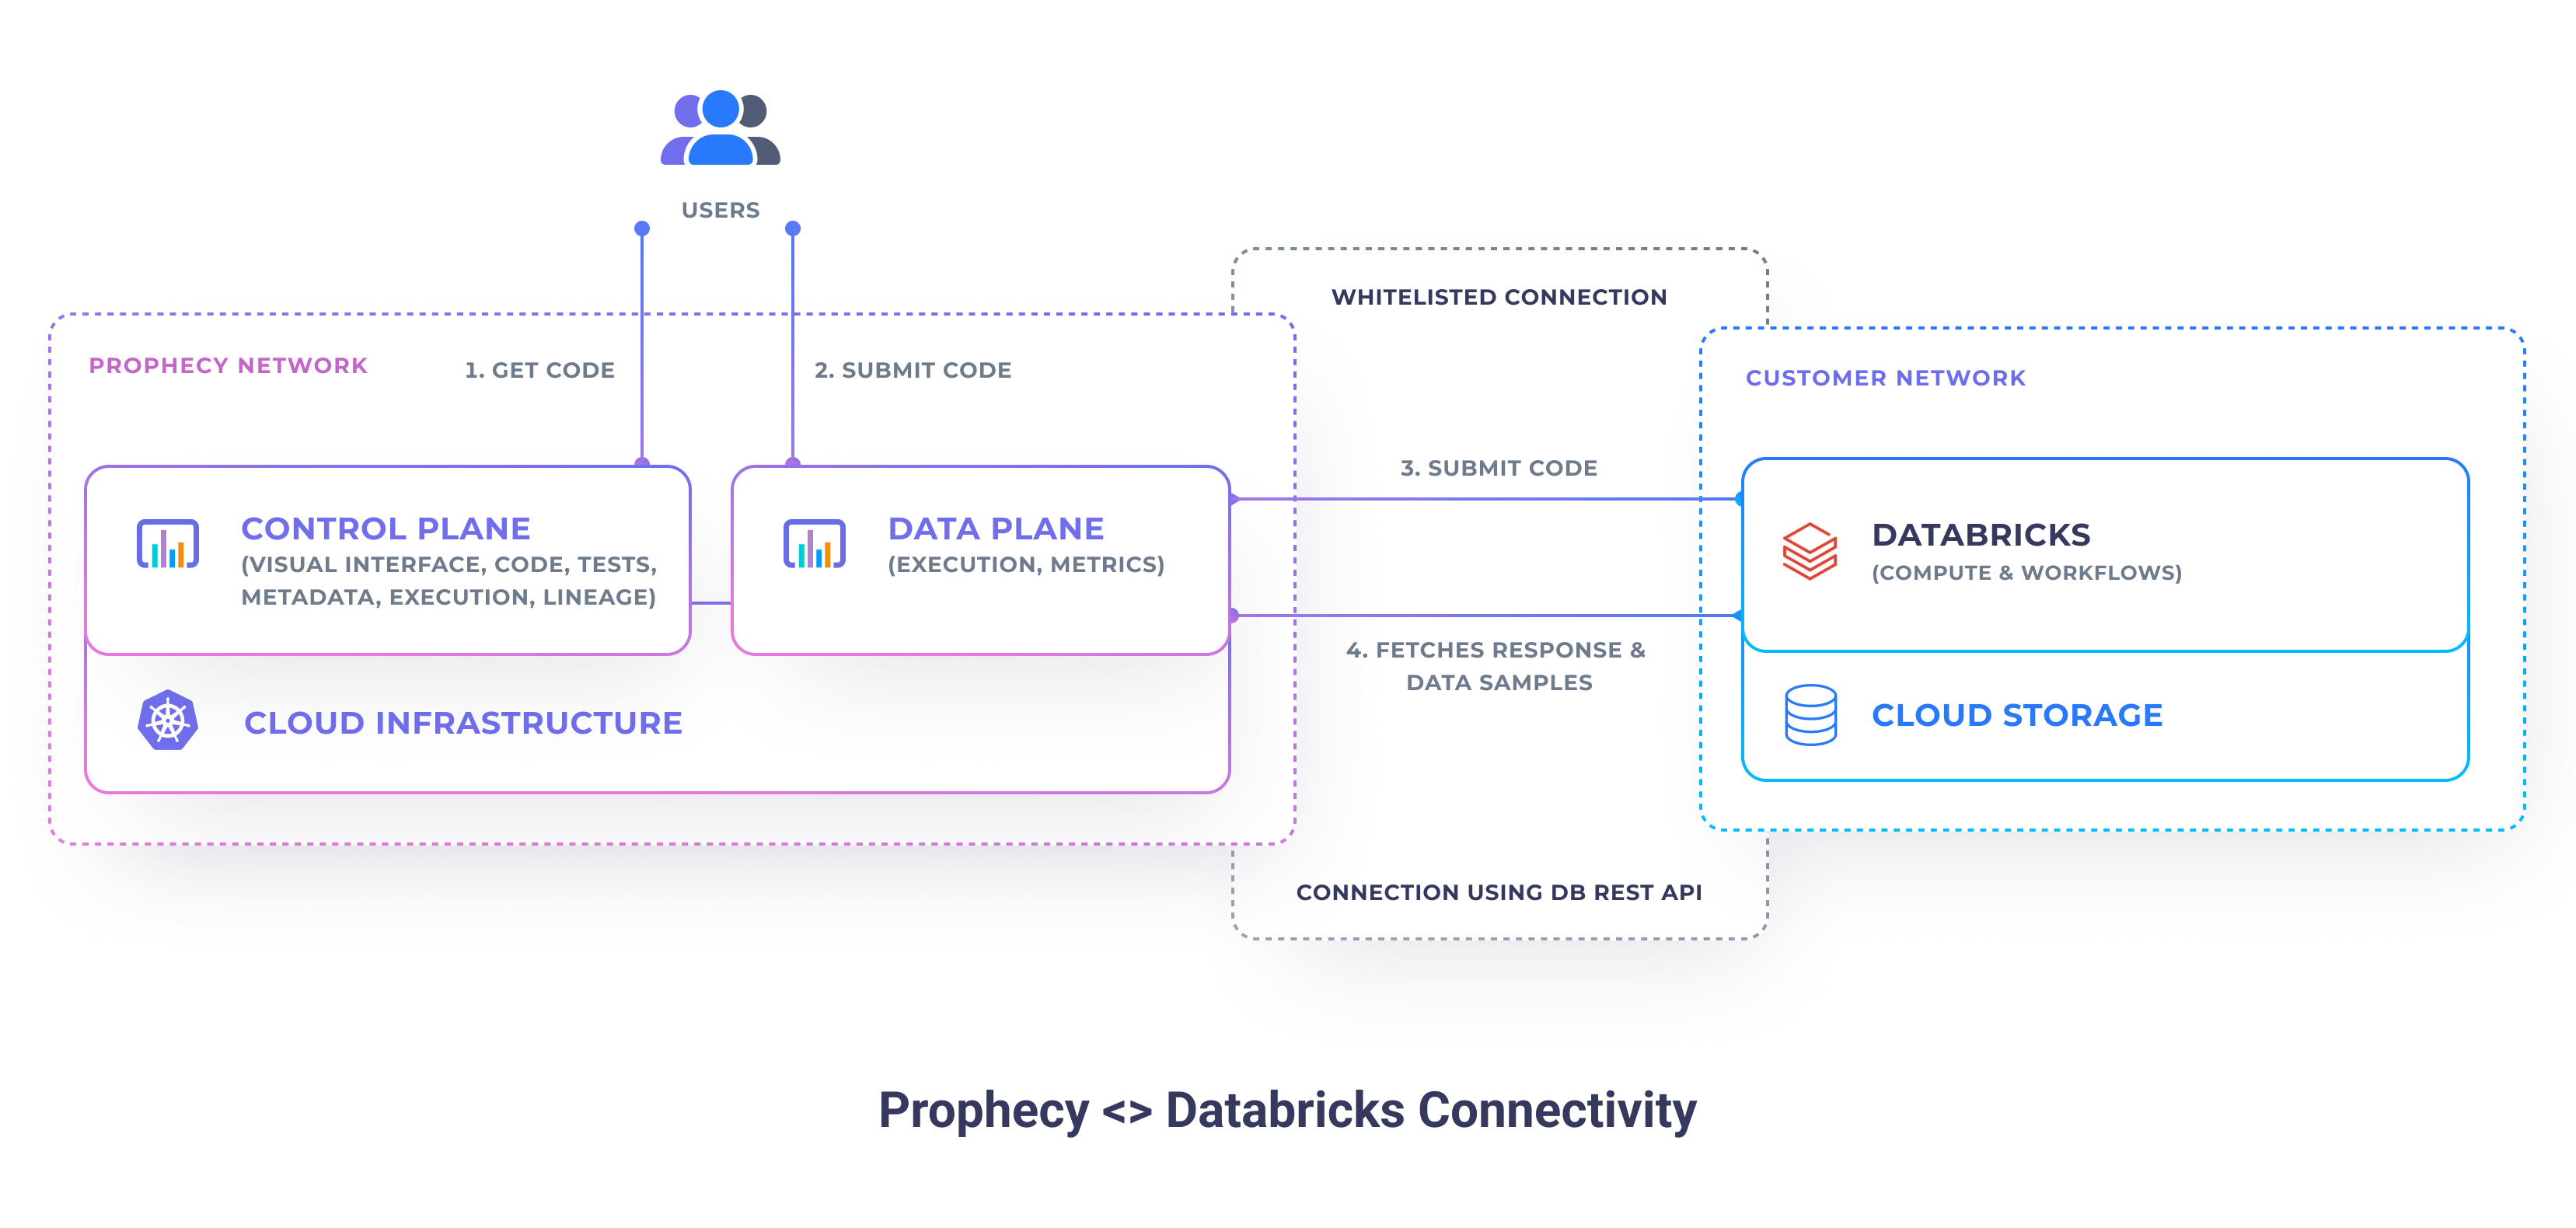 USERS
WHITELISTED CONNECTION
PROPHECY NETWORK
1. GET CODE
2. SUBMIT CODE
CUSTOMER NETWORK
3. SUBMIT CODE
CONTROL PLANE
(VISUAL INTERFACE, CODE, TESTS,
METADATA, EXECUTION, LINEAGE)
DATA PLANE
(EXECUTION, METRICS)
DATABRICKS
(COMPUTE & WORKFLOWS)
4. FETCHES RESPONSE &
DATA SAMPLES
CLOUD INFRASTRUCTURE
CLOUD STORAGE
CONNECTION USING DB REST API
Prophecy <> Databricks Connectivity